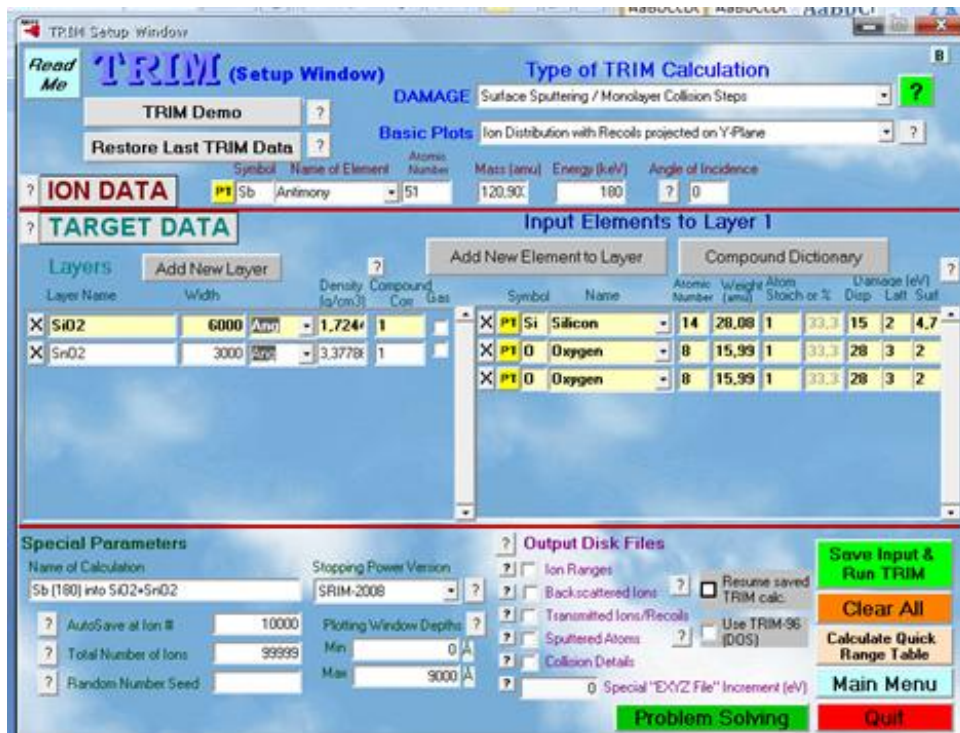 TRIM Setup Window
B
Read Me
TRIM (Setup Window)
Type of TRIM Calculation
DAMAGE Surface Sputtering / Monolayer Collision Steps ?
TRIM Demo ?
Basic Plots Ion Distribution with Recoils projected on Y-Plane ?
Restore Last TRIM Data ?
Symbol Name of Element Atomic Number Mass (amu) Energy (keV) Angle of Incidence
? ION DATA PT Sb Antimony 51 120,90 180 ? 0
? TARGET DATA
Input Elements to Layer 1
Layers Add New Layer ?
Add New Element to Layer Compound Dictionary ?
Layer Name Width Density (g/cm3) Compound Corr Gas
Symbol Name Atomic Number Weight (amu) Atom Stoich or % Damage (eV) Disp Latt Surf
X SiO2 6000 Ang 1,724 1
X PT Si Silicon 14 28,08 1 33,3 15 2 4,7
X SnO2 3000 Ang 3,377 1
X PT O Oxygen 8 15,99 1 33,3 28 3 2
X PT O Oxygen 8 15,99 1 33,3 28 3 2
Special Parameters
Name of Calculation
Sb (180) into SiO2+SnO2
Stopping Power Version
SRIM-2008 ?
? AutoSave at Ion # 10000
? Total Number of Ions 99999
? Random Number Seed
Plotting Window Depths ?
Min 0 Å
Max 9000 Å
? Output Disk Files
? Ion Ranges
? Backscattered Ions
? Transmitted Ions/Recoils
? Sputtered Atoms
? Collision Details
? 0 Special "EXYZ File" Increment (eV)
? Resume saved TRIM calc.
? Use TRIM-96 (DOS)
Save Input & Run TRIM
Clear All
Calculate Quick Range Table
Main Menu
Problem Solving
Quit